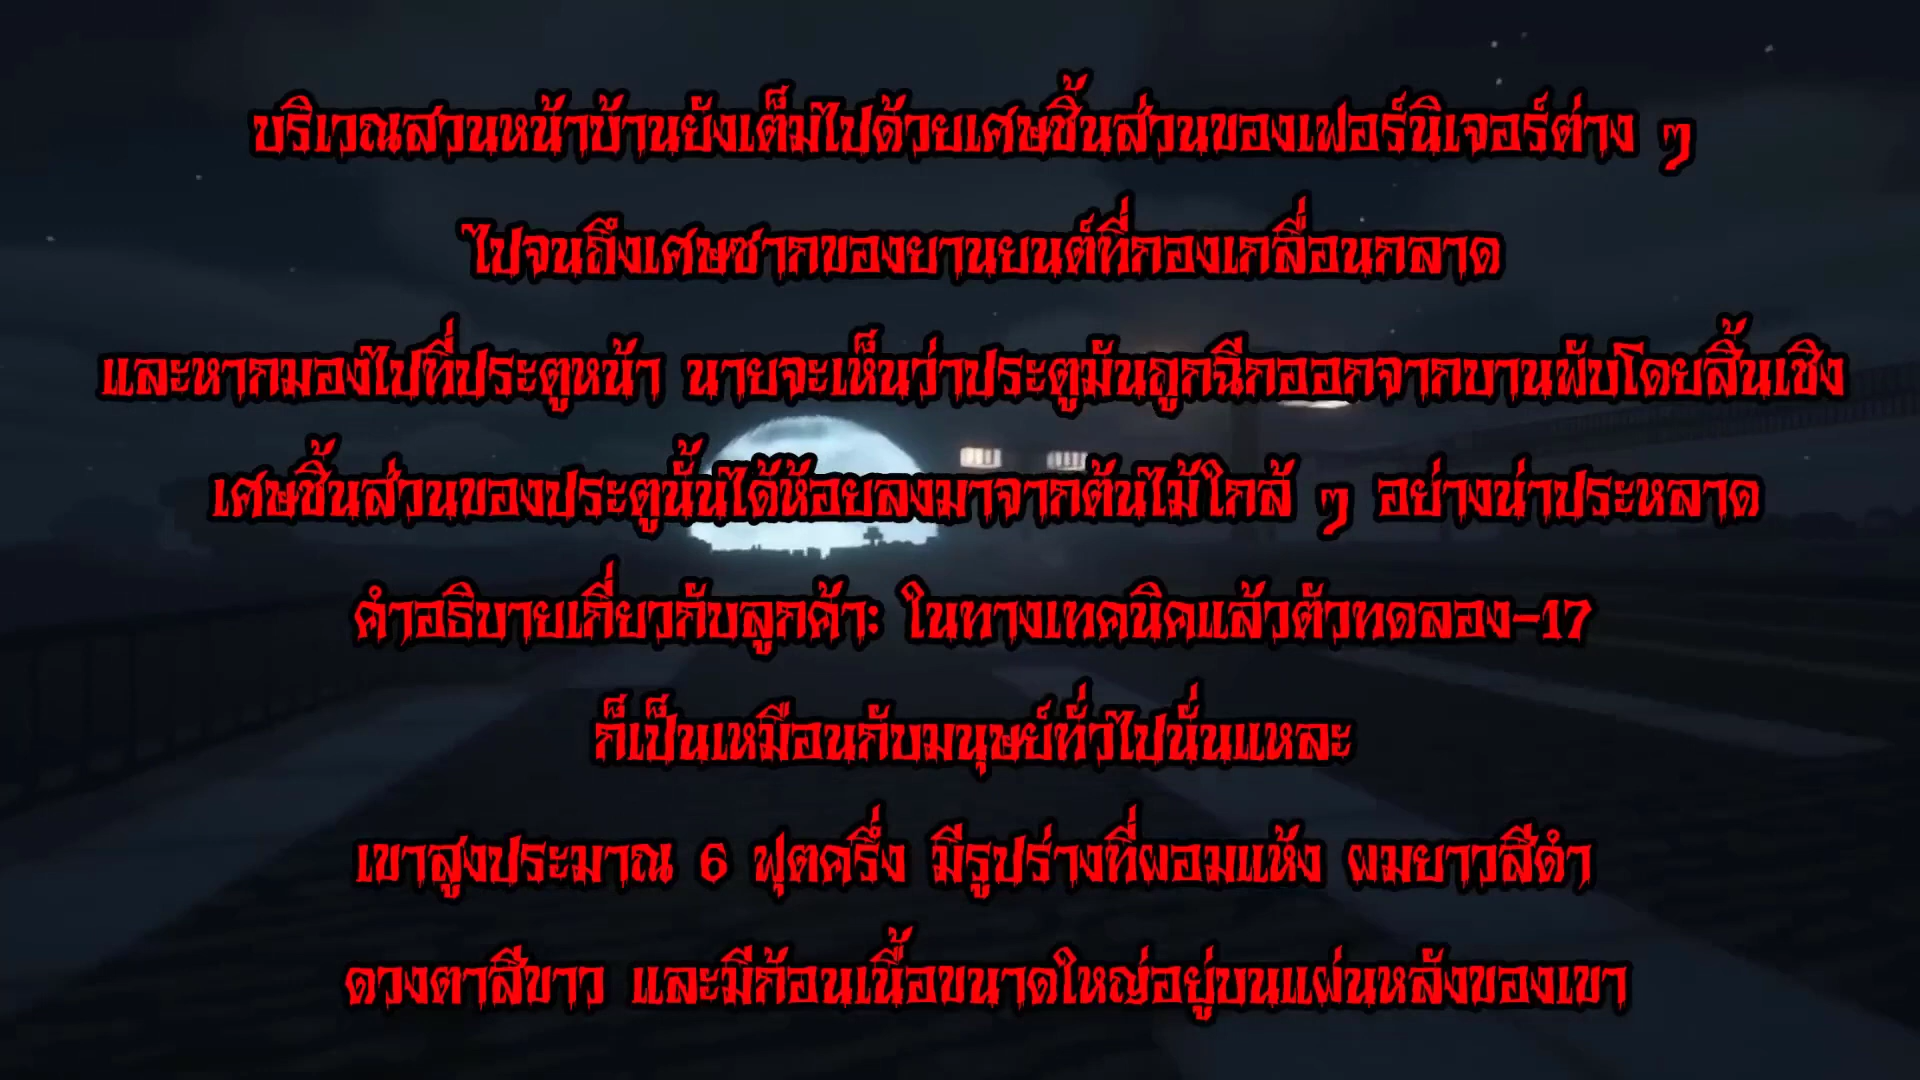 บริเวณสวนหน้าบ้านยังเต็มไปด้วยเศษชิ้นส่วนของเฟอร์นิเจอร์ต่าง ๆ
ไปจนถึงเศษซากของยานยนต์ที่กองเกลื่อนกลาด
และหากมองไปที่ประตูหน้า นายจะเห็นว่าประตูมันถูกฉีกออกจากบานพับโดยสิ้นเชิง
เศษชิ้นส่วนของประตูนั้นได้ห้อยลงมาจากต้นไม้ใกล้ ๆ อย่างน่าประหลาด
คำอธิบายเกี่ยวกับลูกค้า: ในทางเทคนิคแล้วตัวทดลอง-17
ก็เป็นเหมือนกับมนุษย์ทั่วไปนั่นแหละ
เขาสูงประมาณ 6 ฟุตครึ่ง มีรูปร่างที่ผอมแห้ง ผมยาวสีดำ
ดวงตาสีขาว และมีก้อนเนื้อขนาดใหญ่อยู่บนแผ่นหลังของเขา